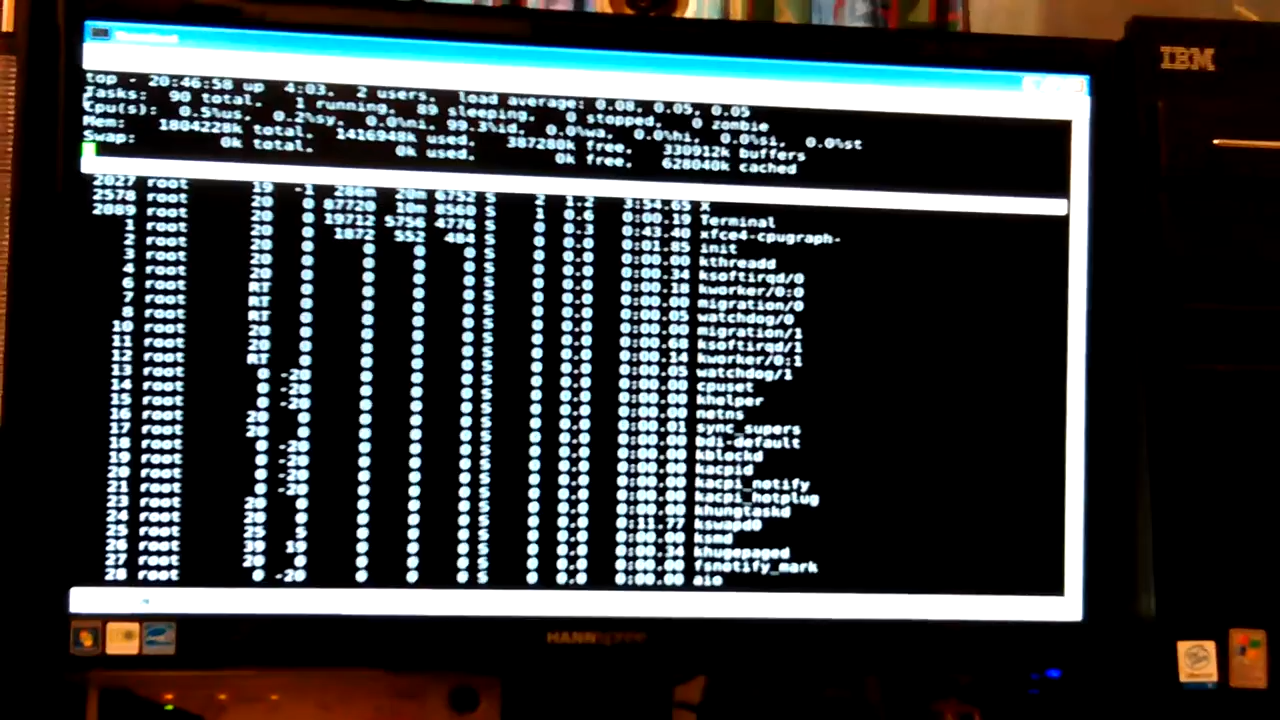 IBM
top - 20:46:58 up 4:03, 2 users, load average: 0.08, 0.05, 0.05
Tasks: 90 total, 1 running, 89 sleeping, 0 stopped, 0 zombie
Cpu(s): 0.5%us, 0.2%sy, 0.0%ni, 99.3%id, 0.0%wa, 0.0%hi, 0.0%si, 0.0%st
Mem: 1804228k total, 1416948k used, 387280k free, 330912k buffers
Swap: 0k total, 0k used, 0k free, 628040k cached
2027 root 19 -1 286m 20m 6752 S 2 3:54.65 X
2578 root 20 0 87720 10m 8560 S 1 0.6 0:00.19 Terminal
2089 root 20 0 19712 5756 4776 S 0 0.3 0:43.40 xfce4-cpugraph-
1 root 20 0 1872 552 484 S 0 0.0 0:01.85 init
2 root 20 0 0 0 0 S 0 0.0 0:00.00 kthreadd
3 root 20 0 0 0 0 S 0 0.0 0:00.34 ksoftirqd/0
4 root 20 0 0 0 0 S 0 0.0 0:00.18 kworker/0:0
6 root RT 0 0 0 0 S 0 0.0 0:00.00 migration/0
7 root RT 0 0 0 0 S 0 0.0 0:00.05 watchdog/0
8 root RT 0 0 0 0 S 0 0.0 0:00.00 migration/1
10 root 20 0 0 0 0 S 0 0.0 0:00.68 ksoftirqd/1
11 root 20 0 0 0 0 S 0 0.0 0:00.14 kworker/0:1
12 root RT 0 0 0 0 S 0 0.0 0:00.05 watchdog/1
13 root 0 -20 0 0 0 S 0 0.0 0:00.00 cpuset
14 root 0 -20 0 0 0 S 0 0.0 0:00.00 khelper
15 root 0 -20 0 0 0 S 0 0.0 0:00.00 netns
16 root 20 0 0 0 0 S 0 0.0 0:00.01 sync_supers
17 root 20 0 0 0 0 S 0 0.0 0:00.00 bdi-default
18 root 0 -20 0 0 0 S 0 0.0 0:00.00 kblockd
19 root 0 -20 0 0 0 S 0 0.0 0:00.00 kacpid
20 root 0 -20 0 0 0 S 0 0.0 0:00.00 kacpi_notify
21 root 0 -20 0 0 0 S 0 0.0 0:00.00 kacpi_hotplug
23 root 20 0 0 0 0 S 0 0.0 0:00.00 khungtaskd
24 root 20 0 0 0 0 S 0 0.0 0:11.77 kswapd0
25 root 25 5 0 0 0 S 0 0.0 0:00.00 ksmd
26 root 39 19 0 0 0 S 0 0.0 0:00.34 khugepaged
27 root 20 0 0 0 0 S 0 0.0 0:00.00 fsnotify_mark
28 root 0 -20 0 0 0 S 0 0.0 0:00.00 aio